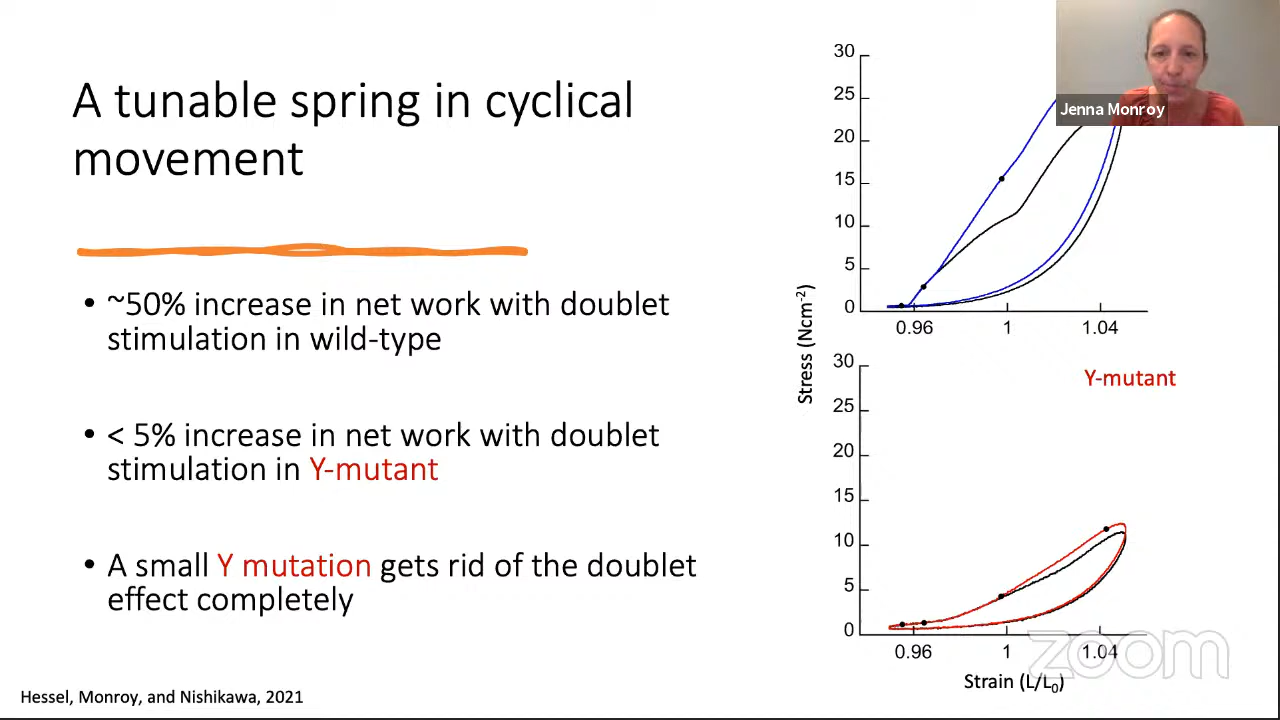 A tunable spring in cyclical
movement
• ~50% increase in net work with doublet
stimulation in wild-type
• < 5% increase in net work with doublet
stimulation in Y-mutant
• A small Y mutation gets rid of the doublet
effect completely
Hessel, Monroy, and Nishikawa, 2021
Jenna Monroy
30
25
20
15
10
5
0
0.96
1
1.04
Stress (Ncm⁻²)
Y-mutant
30
25
20
15
10
5
0
0.96
1
1.04
Strain (L/L₀)
zoom